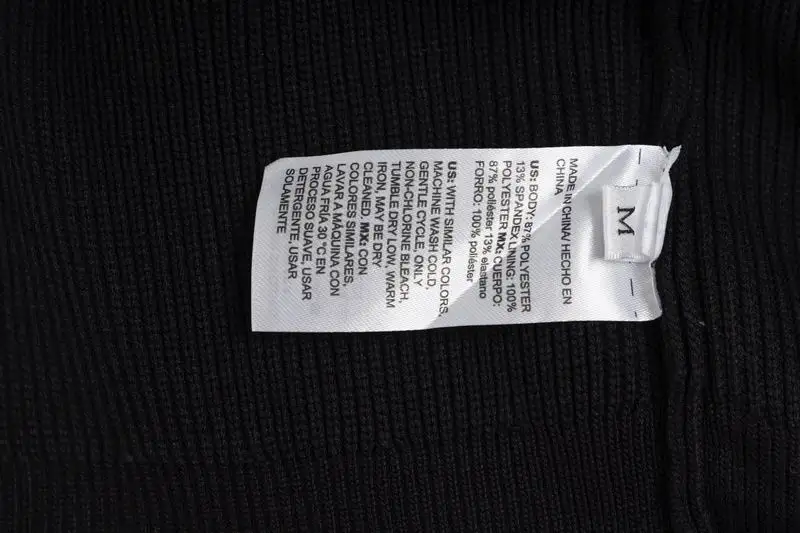 M
MADE IN CHINA/ HECHO EN
CHINA
US: BODY: 87% POLYESTER
13% SPANDEX LINING: 100%
POLYESTER MX: CUERPO:
87% poliéster 13% elastano
FORRO: 100% poliéster
US: WITH SIMILAR COLORS,
MACHINE WASH COLD,
GENTLE CYCLE, ONLY
NON-CHLORINE BLEACH,
TUMBLE DRY LOW, WARM
IRON, MAY BE DRY
CLEANED. MX: CON
COLORES SIMILARES,
LAVAR A MÁQUINA CON
AGUA FRÍA 30 °C EN
PROCESO SUAVE, USAR
DETERGENTE, USAR
SOLAMENTE